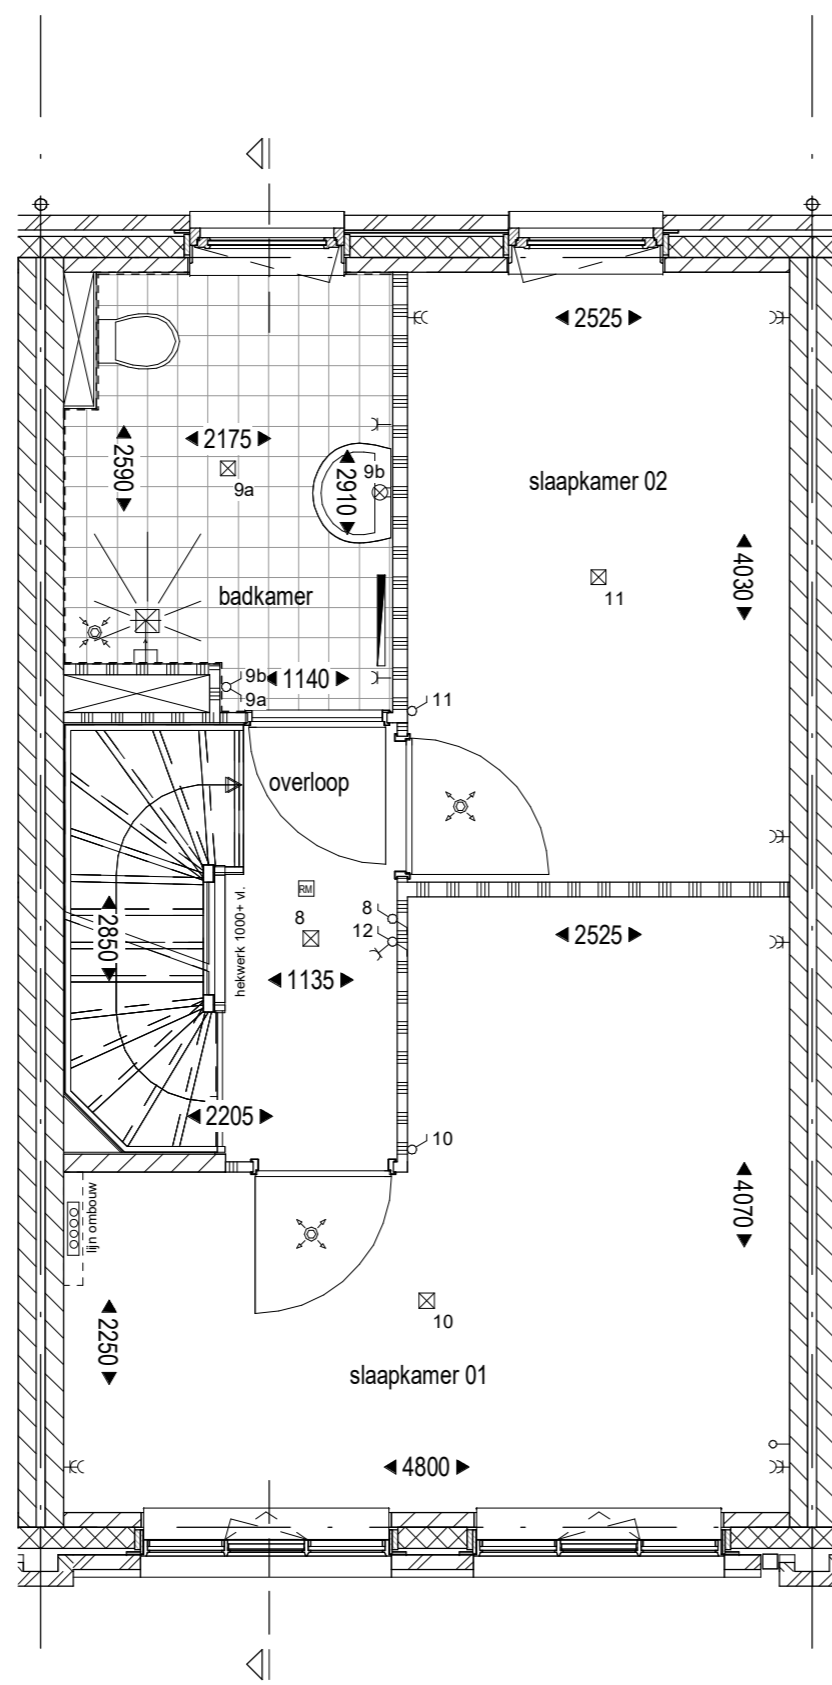 2525
2175
9a
2590
2910
9b
slaapkamer 02
4030
11
badkamer
9b
9a
1140
11
overloop
RM
8
8
12
hekwerk 1000+ vl.
2850
2525
1135
2205
10
lijn ombouw
4070
10
2250
slaapkamer 01
4800